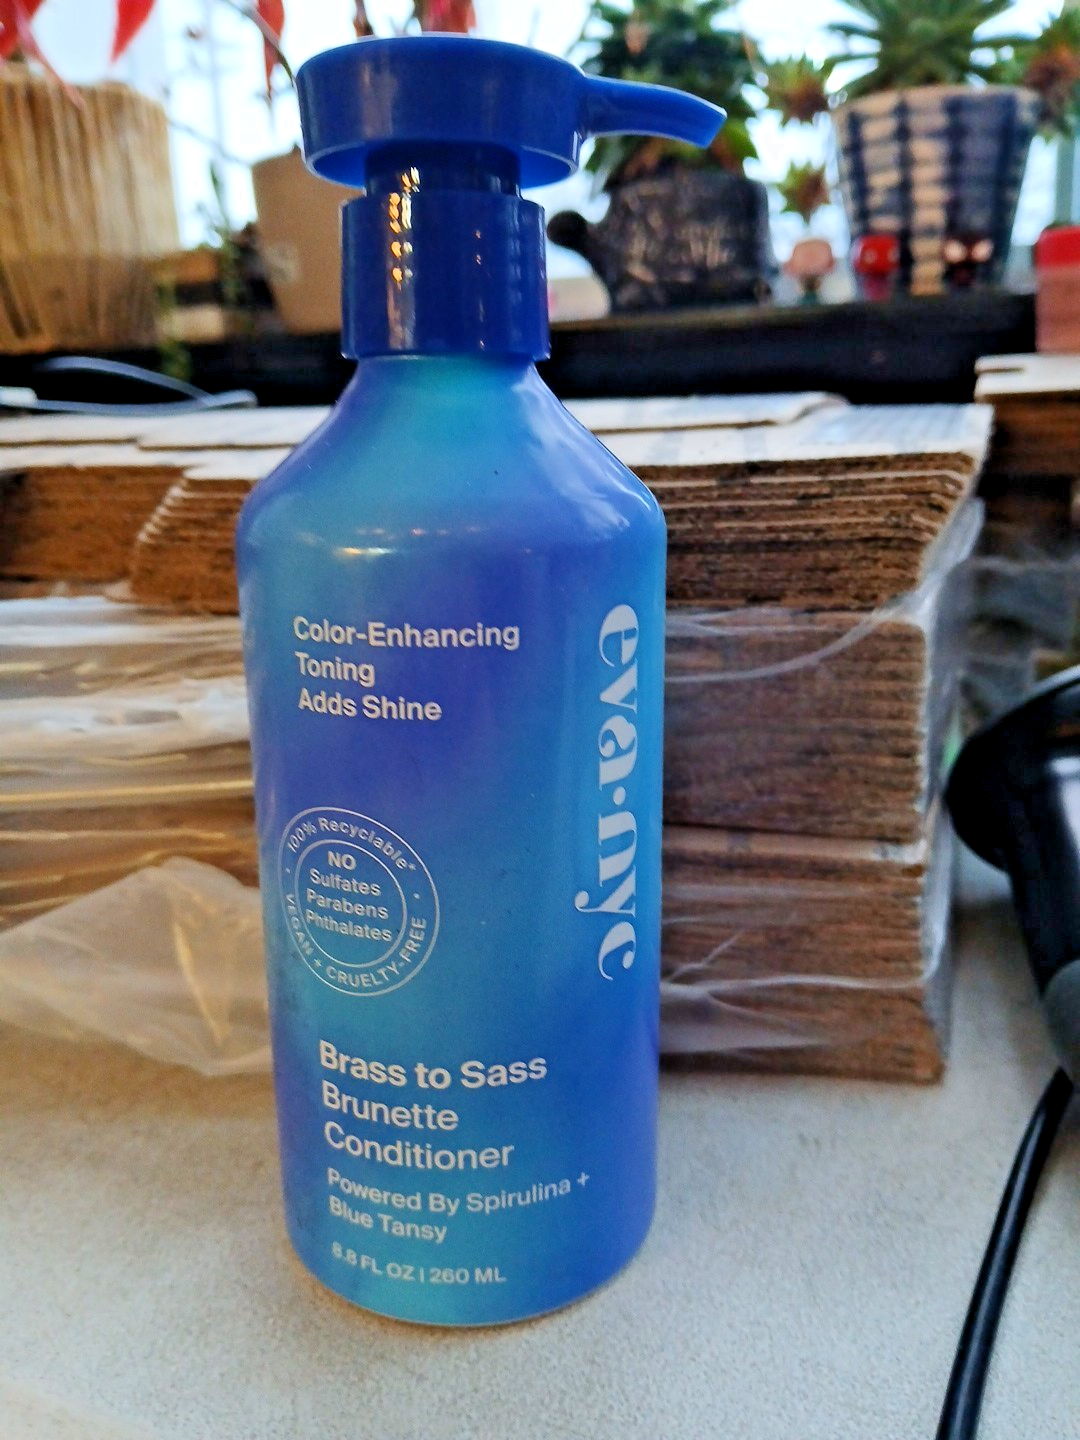 Color-Enhancing
Toning
Adds Shine
eva·nyc
100% Recyclable*
NO
Sulfates
Parabens
Phthalates
VEGAN + CRUELTY-FREE
Brass to Sass
Brunette
Conditioner
Powered By Spirulina +
Blue Tansy
8.8 FL OZ | 260 ML